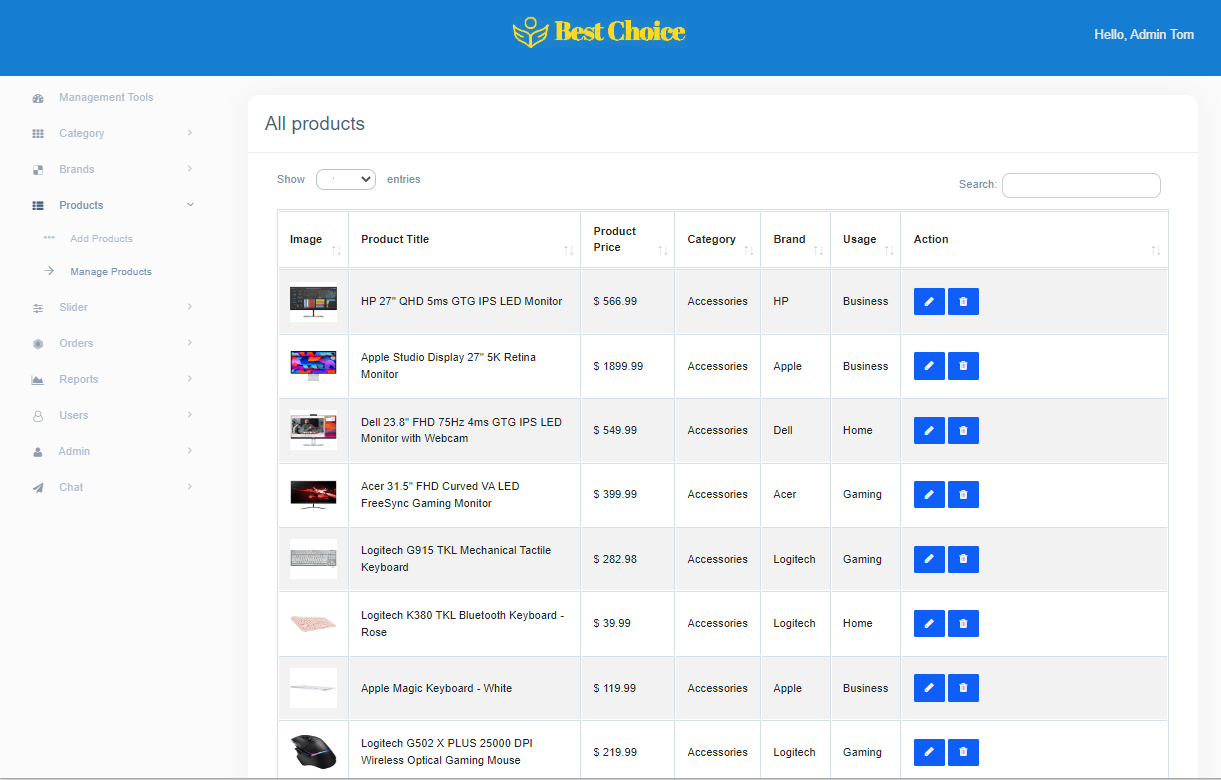 Best Choice
Hello, Admin Tom
Management Tools
Category
Brands
Products
Add Products
Manage Products
Slider
Orders
Reports
Users
Admin
Chat
All products
Show entries
Search:
Image Product Title Product Price Category Brand Usage Action
HP 27" QHD 5ms GTG IPS LED Monitor $ 566.99 Accessories HP Business
Apple Studio Display 27" 5K Retina
Monitor $ 1899.99 Accessories Apple Business
Dell 23.8" FHD 75Hz 4ms GTG IPS LED
Monitor with Webcam $ 549.99 Accessories Dell Home
Acer 31.5" FHD Curved VA LED
FreeSync Gaming Monitor $ 399.99 Accessories Acer Gaming
Logitech G915 TKL Mechanical Tactile
Keyboard $ 282.98 Accessories Logitech Gaming
Logitech K380 TKL Bluetooth Keyboard -
Rose $ 39.99 Accessories Logitech Home
Apple Magic Keyboard - White $ 119.99 Accessories Apple Business
Logitech G502 X PLUS 25000 DPI
Wireless Optical Gaming Mouse $ 219.99 Accessories Logitech Gaming